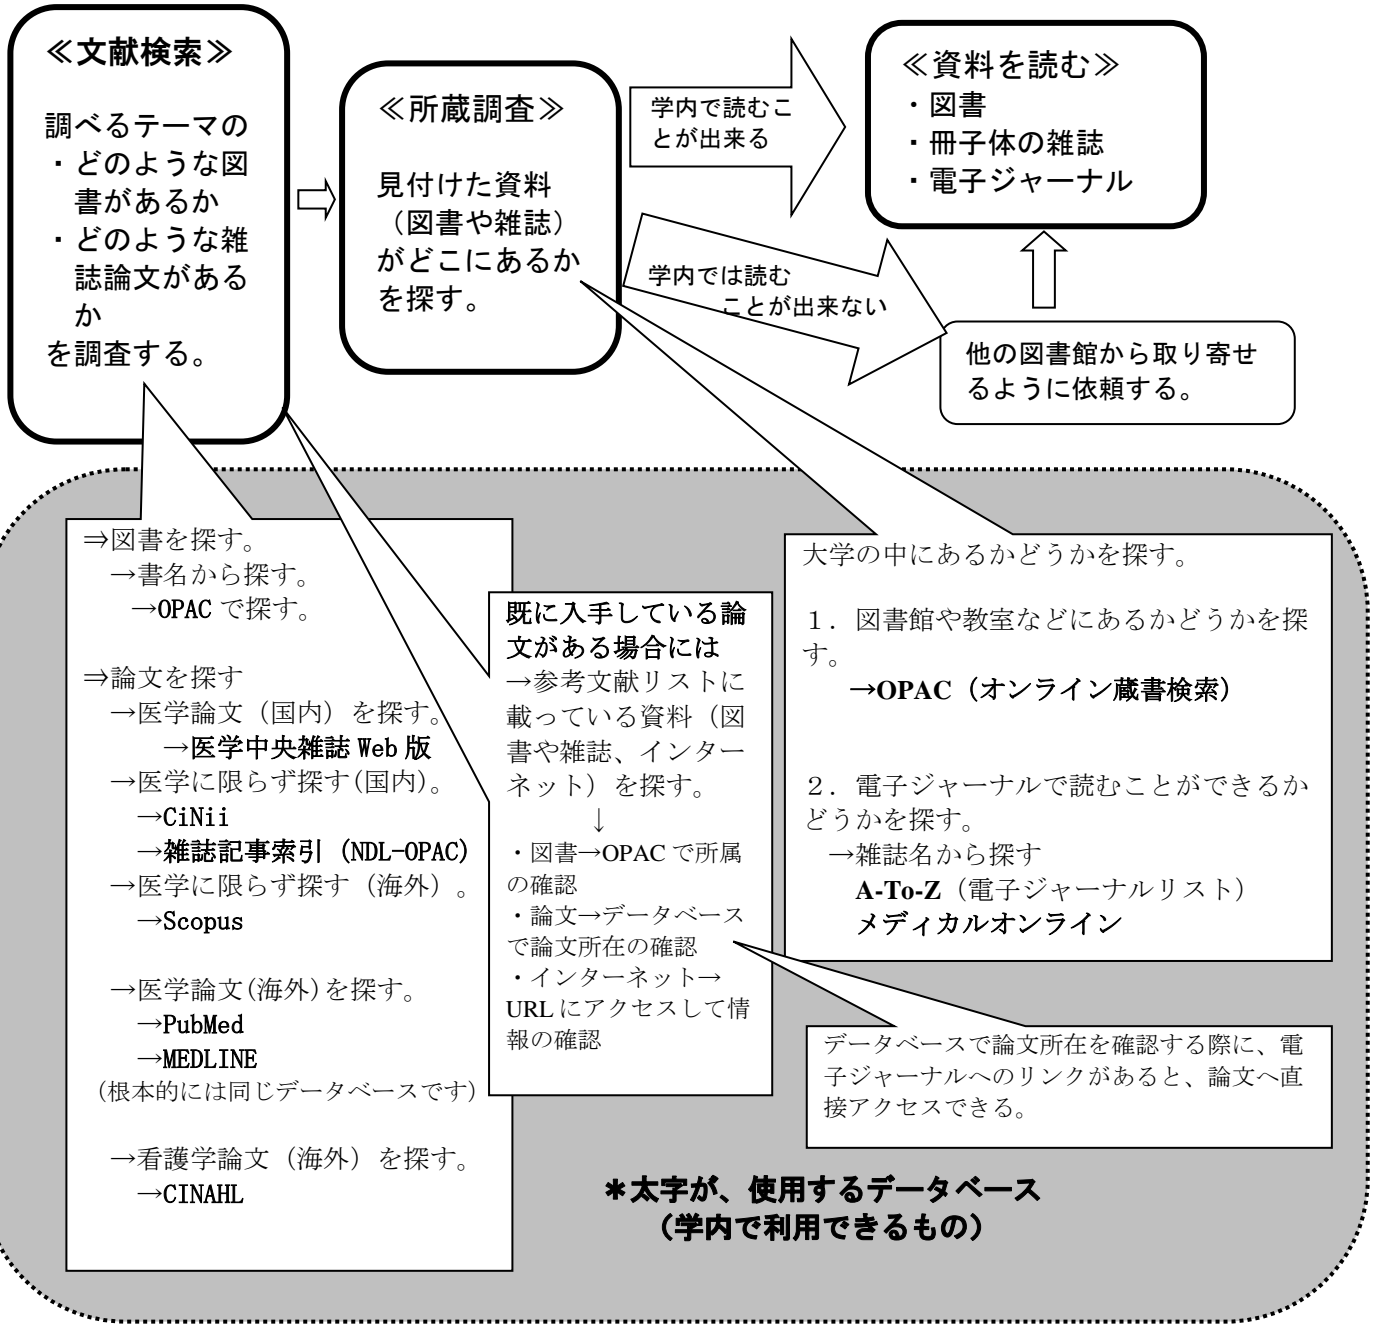 ≪文献検索≫
調べるテーマの
・どのような図
書があるか
・どのような雑
誌論文がある
か
を調査する。
≪所蔵調査≫
見付けた資料
（図書や雑誌）
がどこにあるか
を探す。
学内で読むこ
とが出来る
≪資料を読む≫
・図書
・冊子体の雑誌
・電子ジャーナル
学内では読む
ことが出来ない
他の図書館から取り寄せ
るように依頼する。
⇒図書を探す。
→書名から探す。
→OPAC で探す。
⇒論文を探す
→医学論文（国内）を探す。
→医学中央雑誌 Web 版
→医学に限らず探す(国内)。
→CiNii
→雑誌記事索引（NDL-OPAC）
→医学に限らず探す（海外）。
→Scopus
→医学論文(海外)を探す。
→PubMed
→MEDLINE
（根本的には同じデータベースです）
→看護学論文（海外）を探す。
→CINAHL
既に入手している論
文がある場合には
→参考文献リストに
載っている資料（図
書や雑誌、インター
ネット）を探す。
↓
・図書→OPAC で所属
の確認
・論文→データベース
で論文所在の確認
・インターネット→
URL にアクセスして情
報の確認
大学の中にあるかどうかを探す。
１．図書館や教室などにあるかどうかを探
す。
→OPAC（オンライン蔵書検索）
２．電子ジャーナルで読むことができるか
どうかを探す。
→雑誌名から探す
A-To-Z（電子ジャーナルリスト）
メディカルオンライン
データベースで論文所在を確認する際に、電
子ジャーナルへのリンクがあると、論文へ直
接アクセスできる。
＊太字が、使用するデータベース
（学内で利用できるもの）